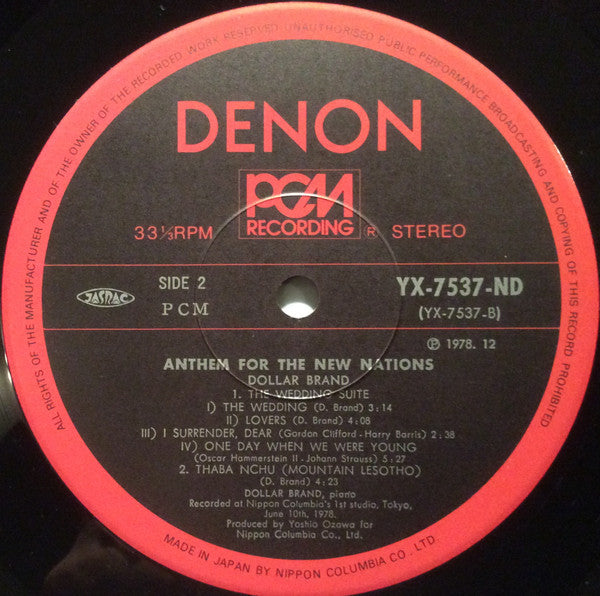 ALL RIGHTS OF THE MANUFACTURER AND OF THE OWNER OF THE RECORDED WORK RESERVED UNAUTHORISED PUBLIC PERFORMANCE BROADCASTING AND COPYING OF THIS RECORD PROHIBITED
DENON
PCM
RECORDING
33⅓RPM
® STEREO
JASRAC
SIDE 2
PCM
YX-7537-ND
(YX-7537-B)
℗ 1978. 12
ANTHEM FOR THE NEW NATIONS
DOLLAR BRAND
1. THE WEDDING SUITE
I) THE WEDDING (D. Brand) 3:14
II) LOVERS (D. Brand) 4:08
III) I SURRENDER, DEAR (Gordon Clifford-Harry Barris) 2:38
IV) ONE DAY WHEN WE WERE YOUNG
(Oscar Hammerstein II - Johann Strauss) 5:27
2. THABA NCHU (MOUNTAIN LESOTHO)
(D. Brand) 4:23
DOLLAR BRAND, piano
Recorded at Nippon Columbia's 1st studio, Tokyo,
June 10th, 1978.
Produced by Yoshio Ozawa for
Nippon Columbia Co., Ltd.
MADE IN JAPAN BY NIPPON COLUMBIA CO., LTD